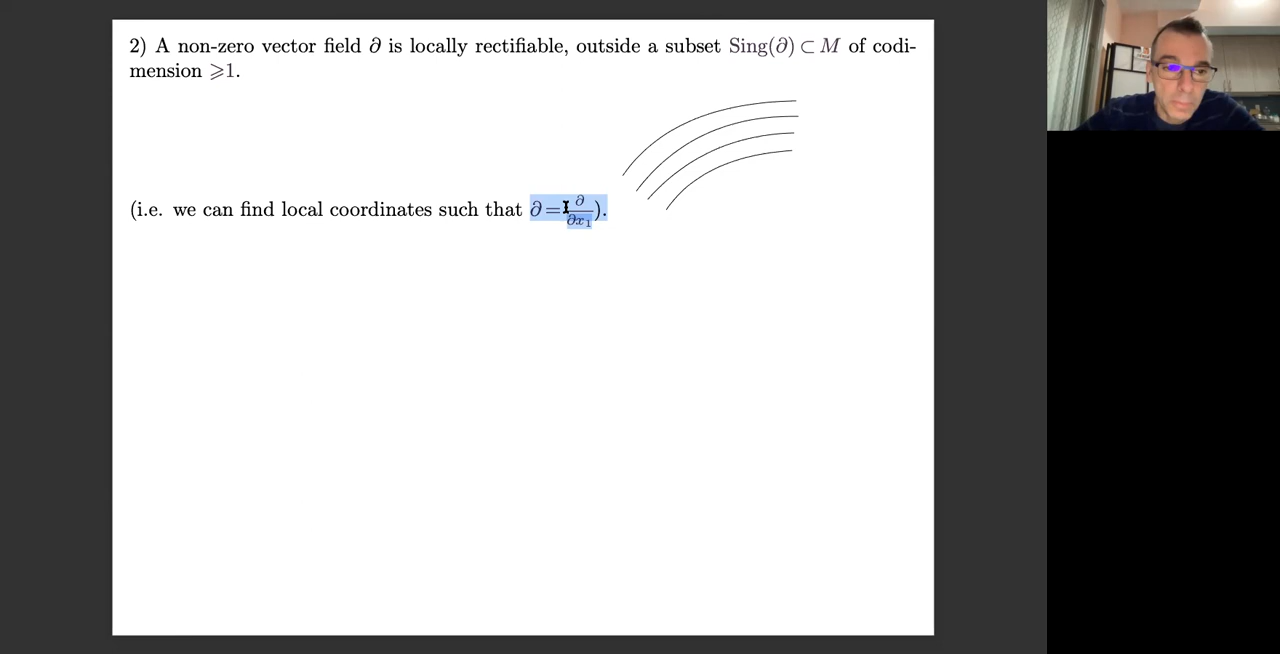 2) A non-zero vector field ∂ is locally rectifiable, outside a subset Sing(∂) ⊂ M of codi-
mension ⩾1.
(i.e. we can find local coordinates such that ∂ = ∂/∂x₁).